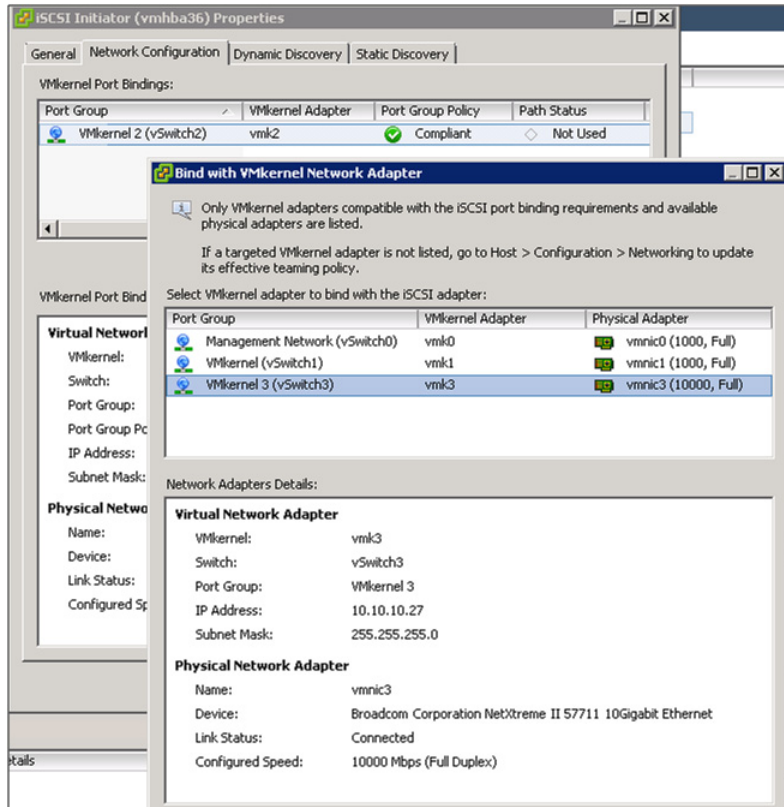 iSCSI Initiator (vmhba36) Properties
General Network Configuration Dynamic Discovery Static Discovery
VMkernel Port Bindings:
Port Group VMkernel Adapter Port Group Policy Path Status
VMkernel 2 (vSwitch2) vmk2 Compliant Not Used
Bind with VMkernel Network Adapter
Only VMkernel adapters compatible with the iSCSI port binding requirements and available
physical adapters are listed.
If a targeted VMkernel adapter is not listed, go to Host > Configuration > Networking to update
its effective teaming policy.
Select VMkernel adapter to bind with the iSCSI adapter:
Port Group VMkernel Adapter Physical Adapter
Management Network (vSwitch0) vmk0 vmnic0 (1000, Full)
VMkernel (vSwitch1) vmk1 vmnic1 (1000, Full)
VMkernel 3 (vSwitch3) vmk3 vmnic3 (10000, Full)
Network Adapters Details:
Virtual Network Adapter
VMkernel: vmk3
Switch: vSwitch3
Port Group: VMkernel 3
IP Address: 10.10.10.27
Subnet Mask: 255.255.255.0
Physical Network Adapter
Name: vmnic3
Device: Broadcom Corporation NetXtreme II 57711 10Gigabit Ethernet
Link Status: Connected
Configured Speed: 10000 Mbps (Full Duplex)
VMkernel Port Bind
Virtual Networ
VMkernel:
Switch:
Port Group:
Port Group Po
IP Address:
Subnet Mask:
Physical Netwo
Name:
Device:
Link Status:
Configured Sp
etails